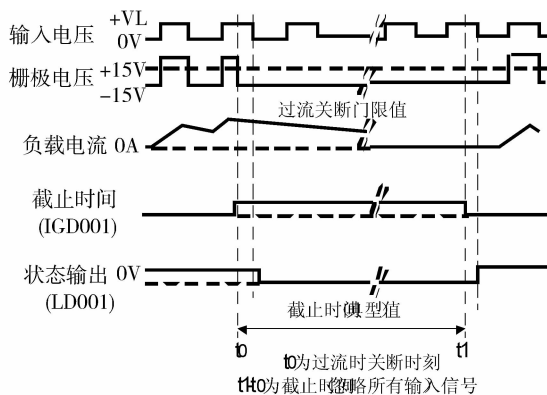 输入电压 +VL
0V
栅极电压 +15V
-15V
过流关断门限值
负载电流 0A
截止时间
(IGD001)
状态输出 0V
(LD001)
截止时间典型值
t0 t1
t0为过流时关断时刻
t1-t0为截止时间忽略所有输入信号